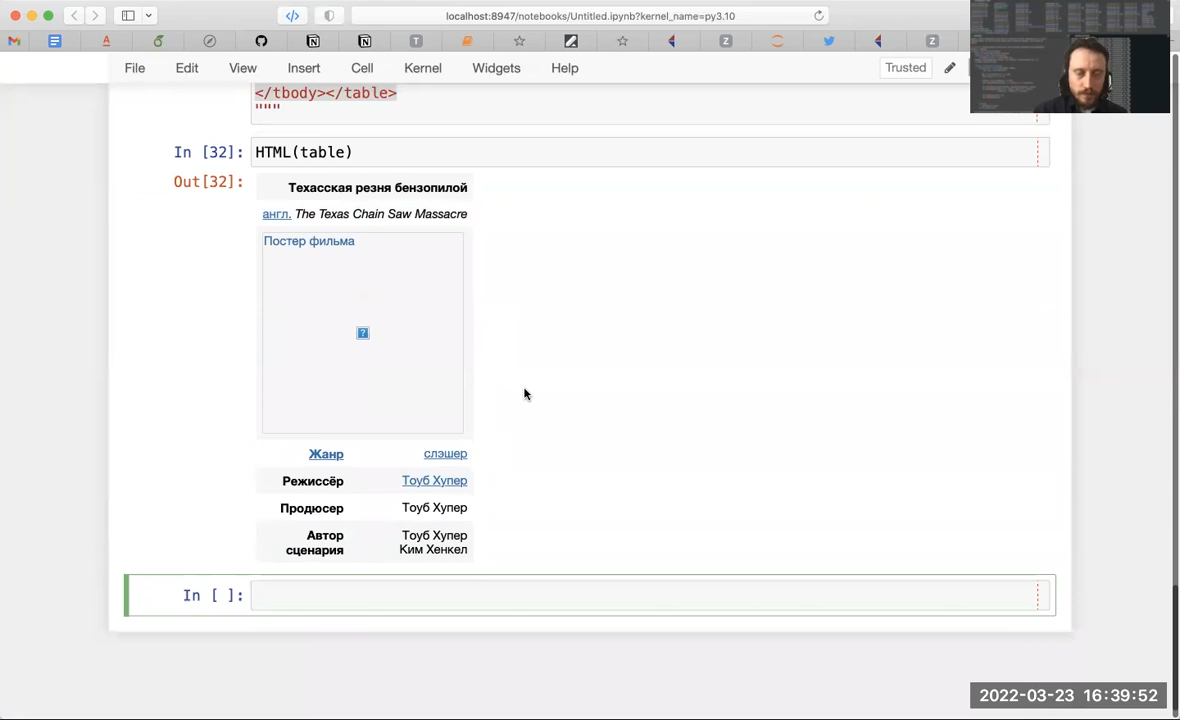 localhost:8947/notebooks/Untitled.ipynb?kernel_name=py3.10
File Edit View Insert Cell Kernel Widgets Help Trusted
</tbody></table>
"""
In [32]: HTML(table)
Out[32]:
Техасская резня бензопилой
англ. The Texas Chain Saw Massacre
Постер фильма
Жанр слэшер
Режиссёр Тоуб Хупер
Продюсер Тоуб Хупер
Автор Тоуб Хупер
сценария Ким Хенкел
In [ ]:
2022-03-23 16:39:52